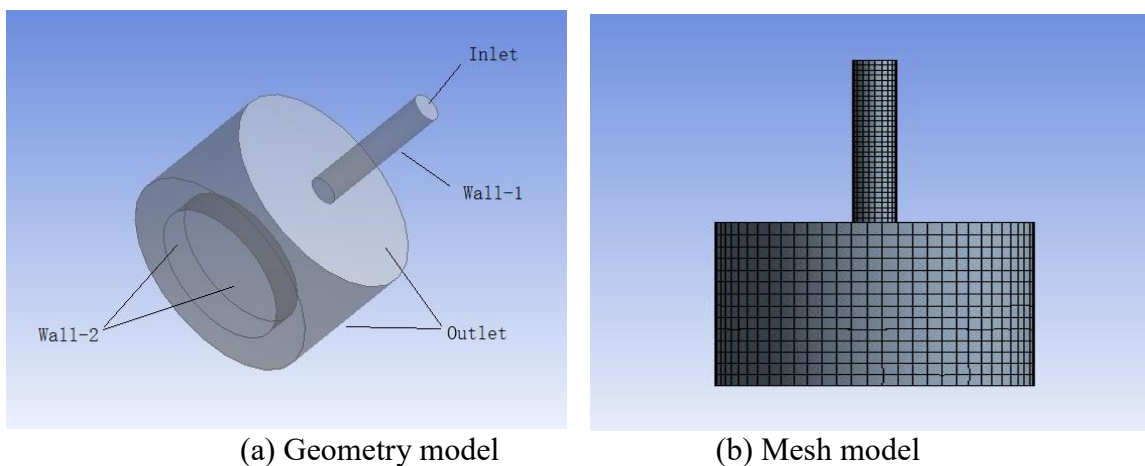 Inlet
Wall-1
Wall-2
Outlet
(a) Geometry model
(b) Mesh model